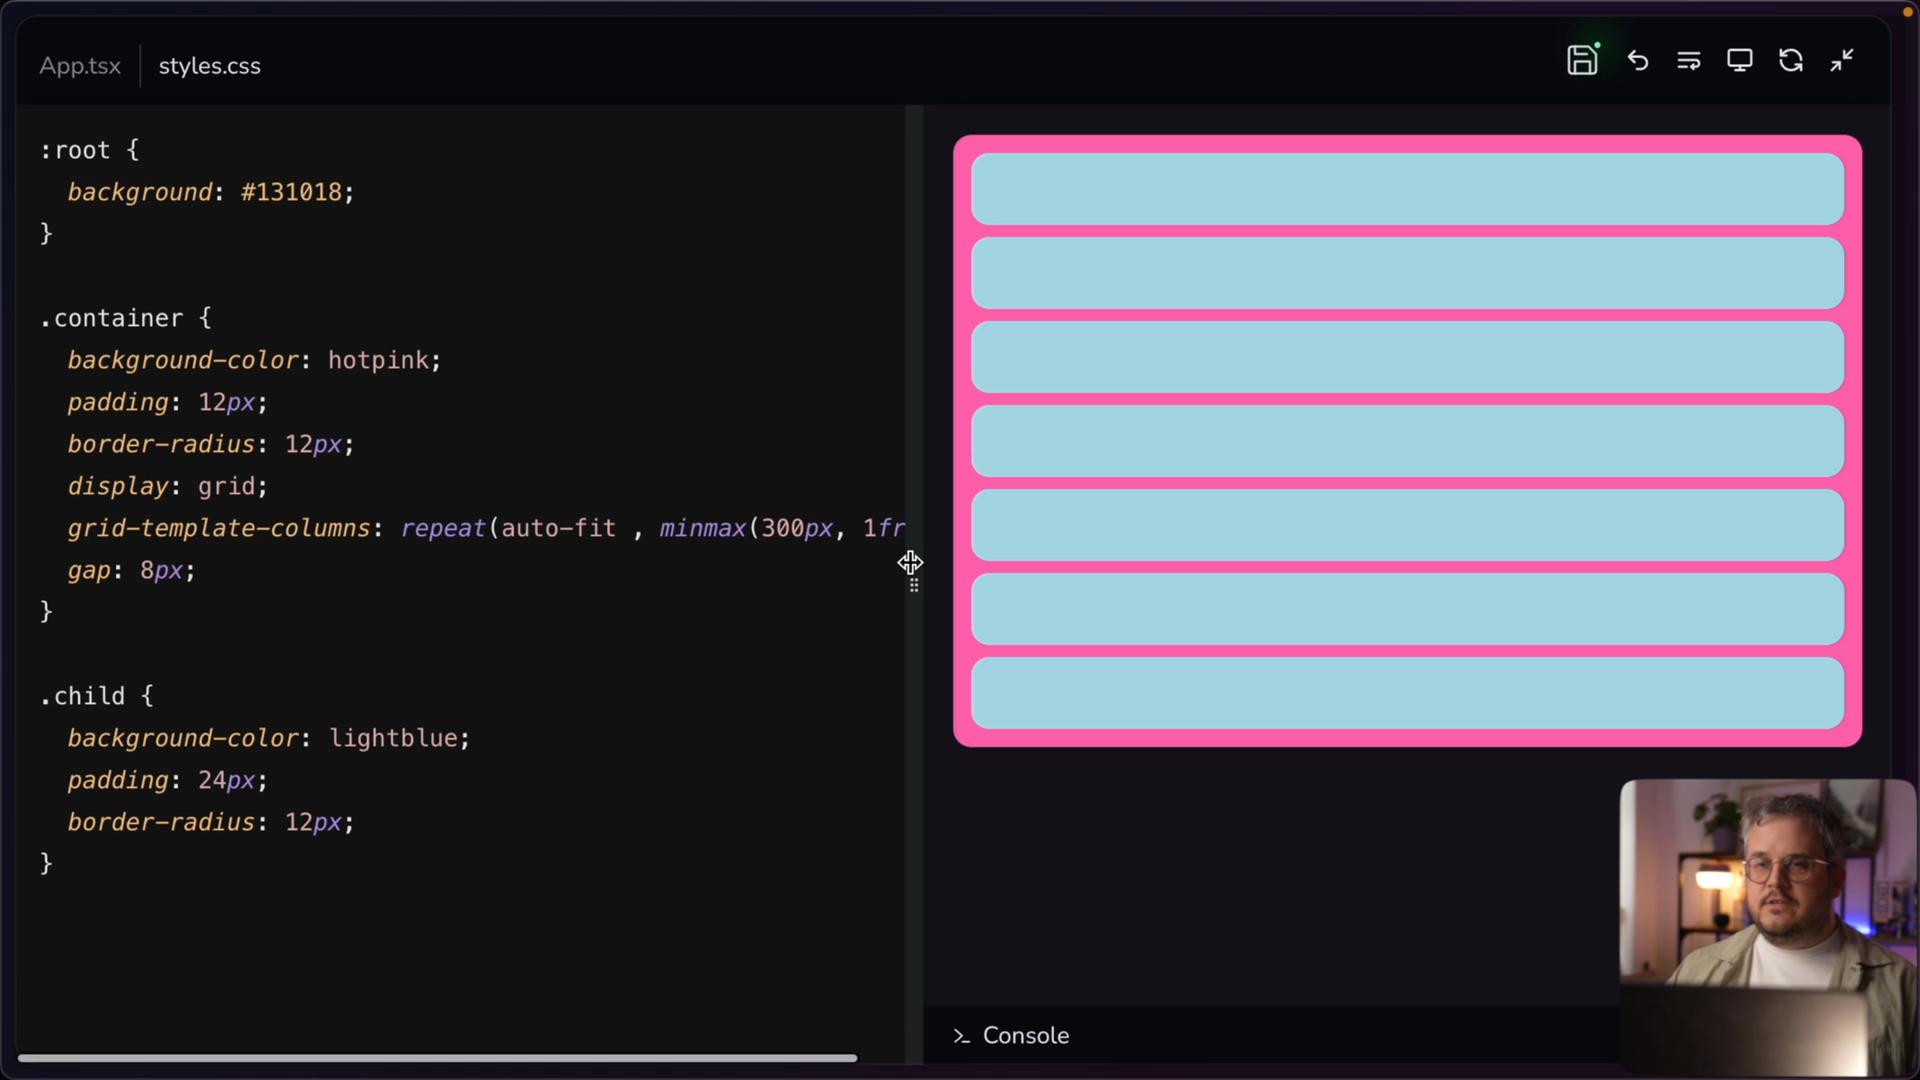 App.tsx
styles.css
:root {
background: #131018;
}
.container {
background-color: hotpink;
padding: 12px;
border-radius: 12px;
display: grid;
grid-template-columns: repeat(auto-fit , minmax(300px, 1fr
gap: 8px;
}
.child {
background-color: lightblue;
padding: 24px;
border-radius: 12px;
}
Console